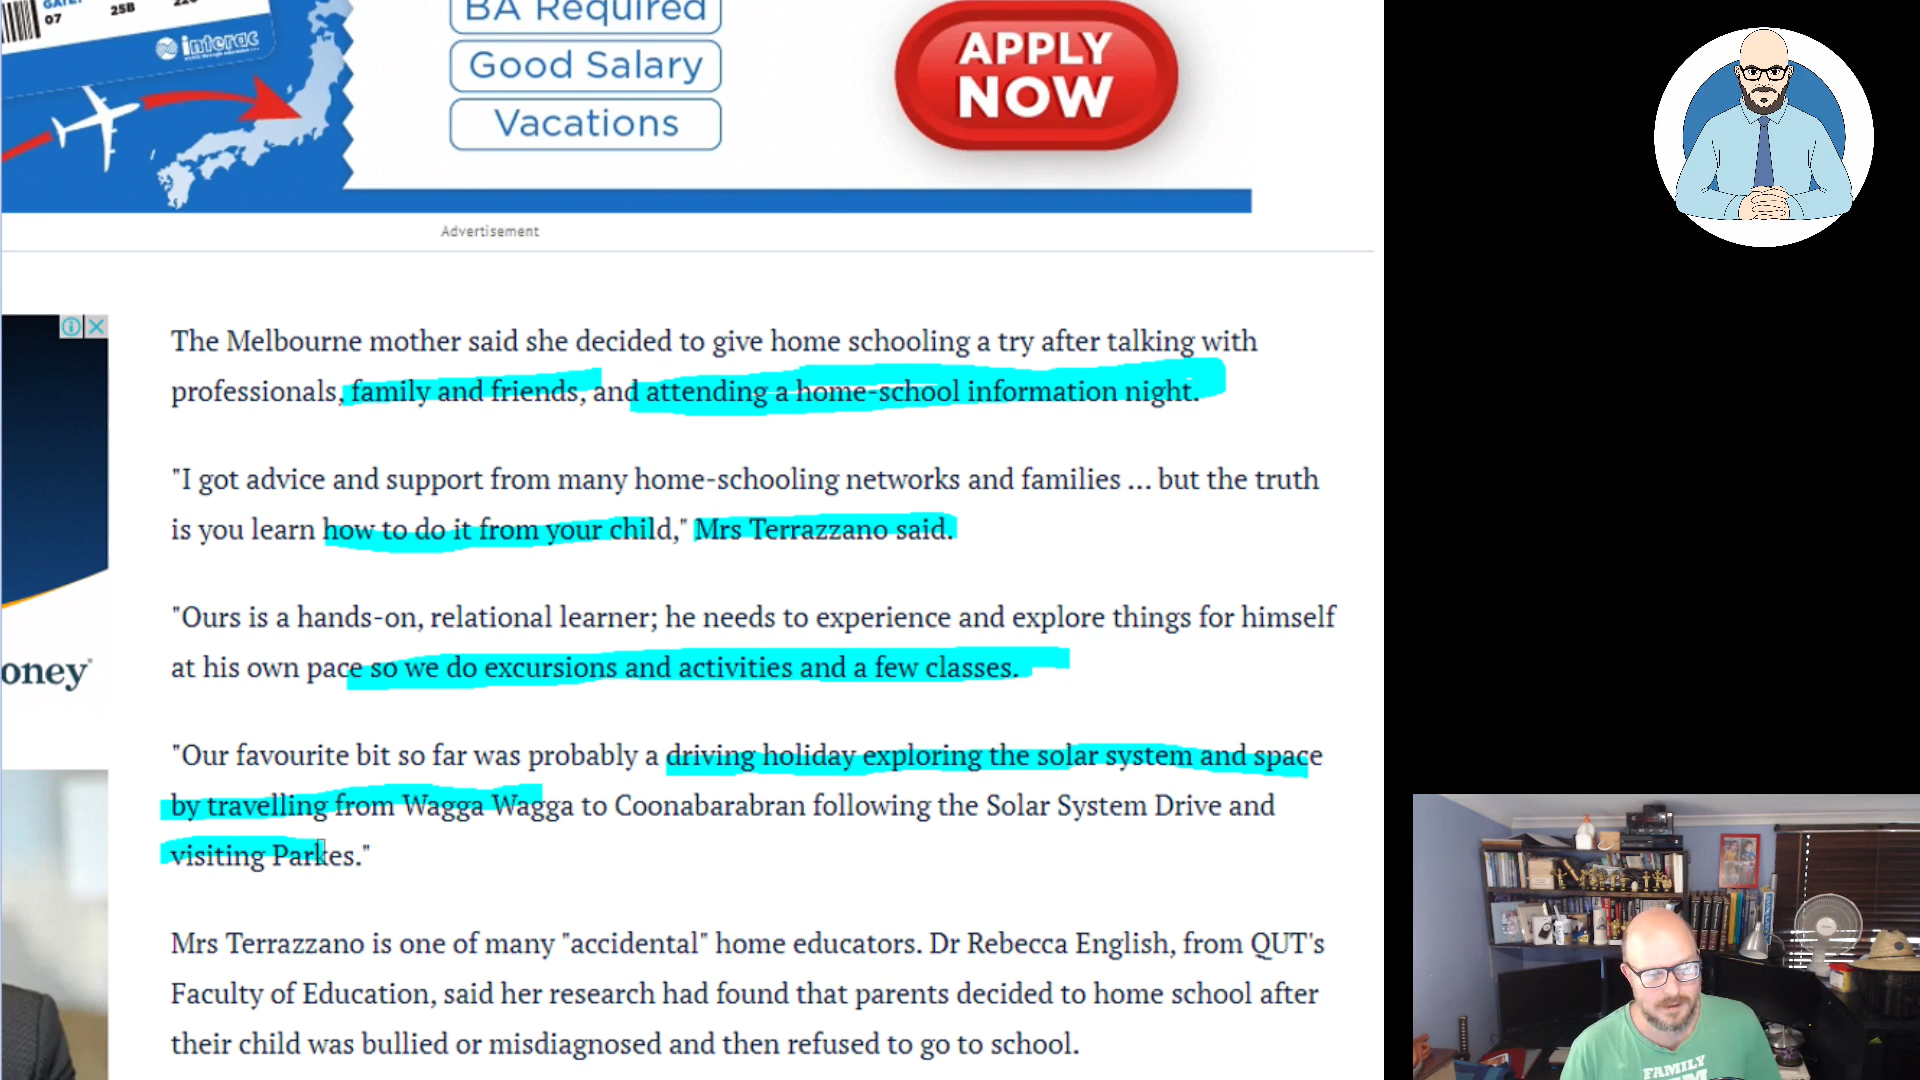 GATE:
07
25B
interac
BA Required
Good Salary
Vacations
APPLY
NOW
Advertisement
The Melbourne mother said she decided to give home schooling a try after talking with
professionals, family and friends, and attending a home-school information night.
"I got advice and support from many home-schooling networks and families ... but the truth
is you learn how to do it from your child," Mrs Terrazzano said.
"Ours is a hands-on, relational learner; he needs to experience and explore things for himself
at his own pace so we do excursions and activities and a few classes.
oney
"Our favourite bit so far was probably a driving holiday exploring the solar system and space
by travelling from Wagga Wagga to Coonabarabran following the Solar System Drive and
visiting Parkes."
Mrs Terrazzano is one of many "accidental" home educators. Dr Rebecca English, from QUT's
Faculty of Education, said her research had found that parents decided to home school after
their child was bullied or misdiagnosed and then refused to go to school.
FAMILY